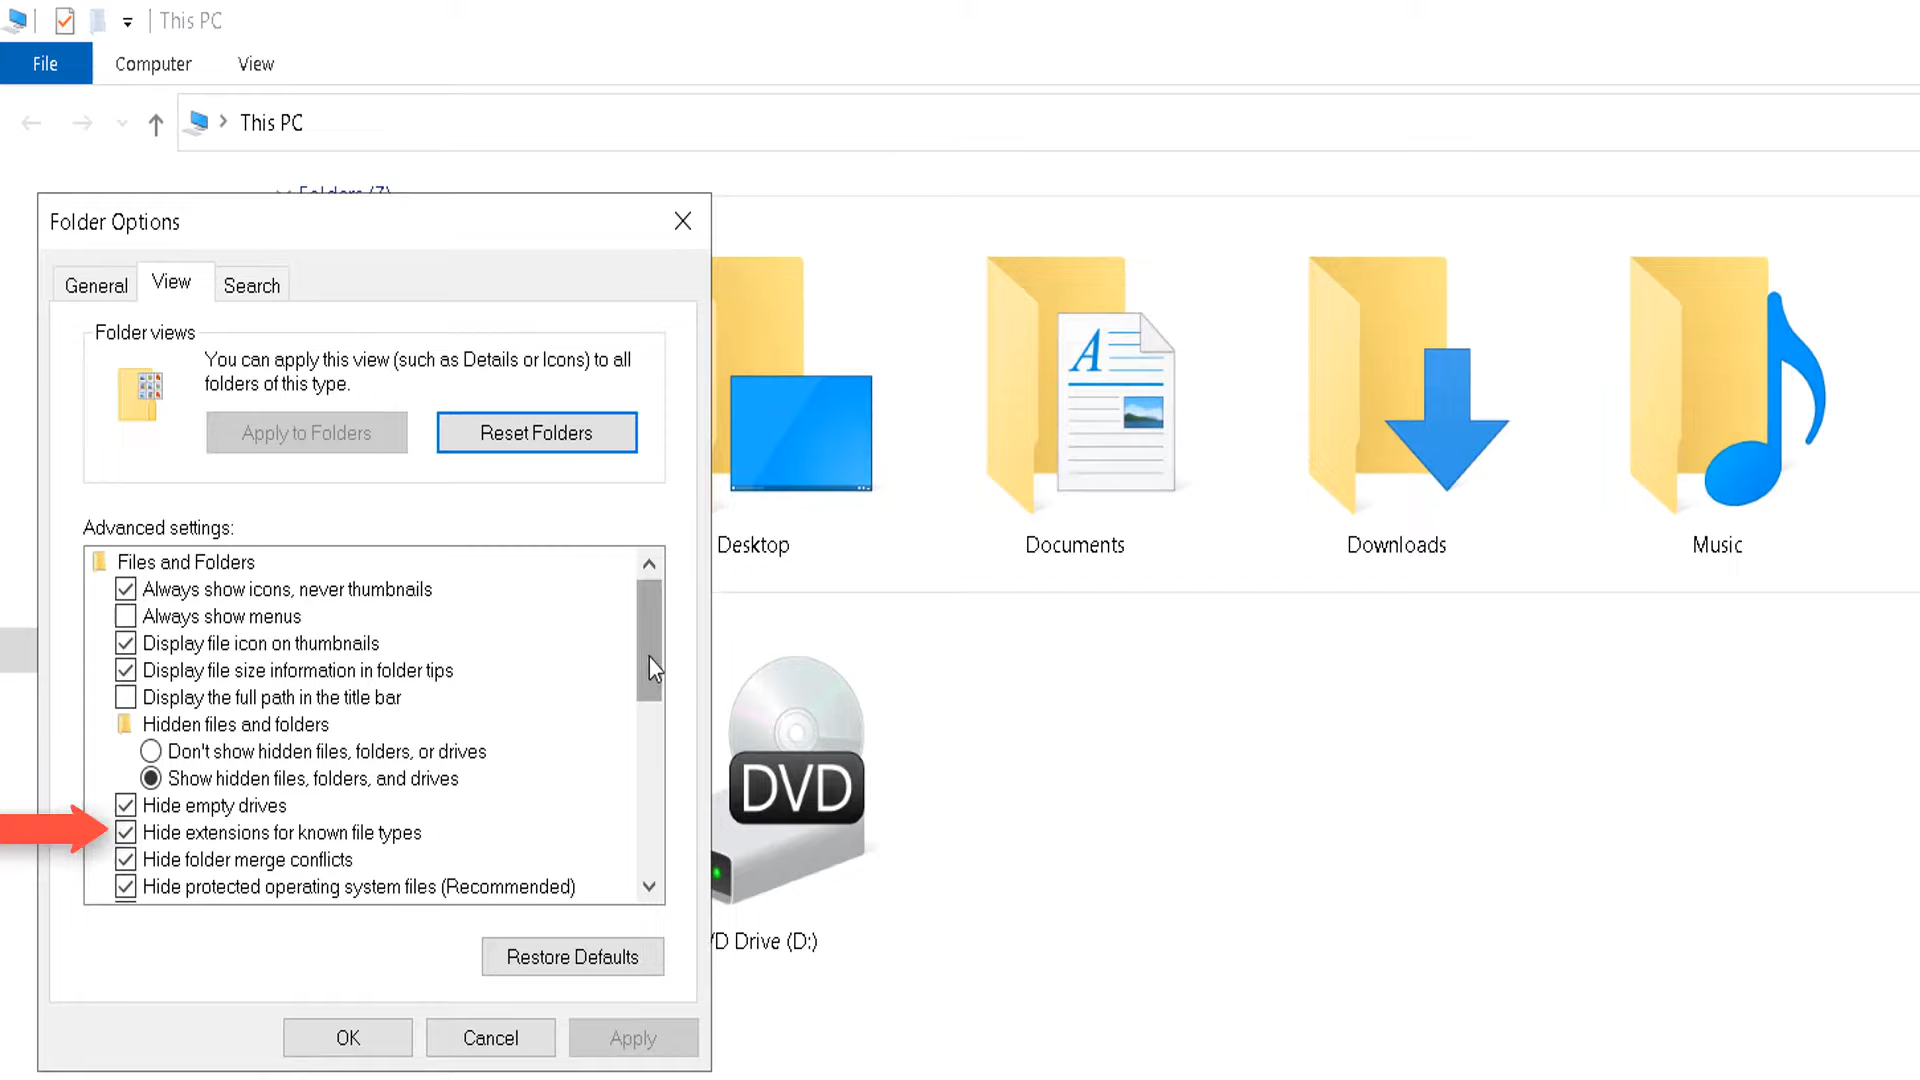 This PC
File
Computer
View
This PC
Folders (7)
Folder Options
General
View
Search
Folder views
You can apply this view (such as Details or Icons) to all
folders of this type.
Apply to Folders
Reset Folders
Advanced settings:
Files and Folders
Always show icons, never thumbnails
Always show menus
Display file icon on thumbnails
Display file size information in folder tips
Display the full path in the title bar
Hidden files and folders
Don't show hidden files, folders, or drives
Show hidden files, folders, and drives
Hide empty drives
Hide extensions for known file types
Hide folder merge conflicts
Hide protected operating system files (Recommended)
Restore Defaults
OK
Cancel
Apply
Desktop
A
Documents
Downloads
Music
DVD
VD Drive (D:)